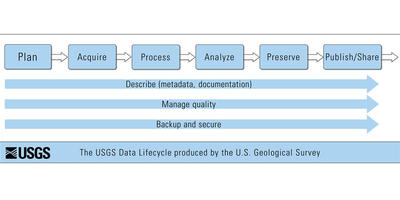 Plan Acquire Process Analyze Preserve Publish/Share
Describe (metadata, documentation)
Manage quality
Backup and secure
USGS The USGS Data Lifecycle produced by the U.S. Geological Survey